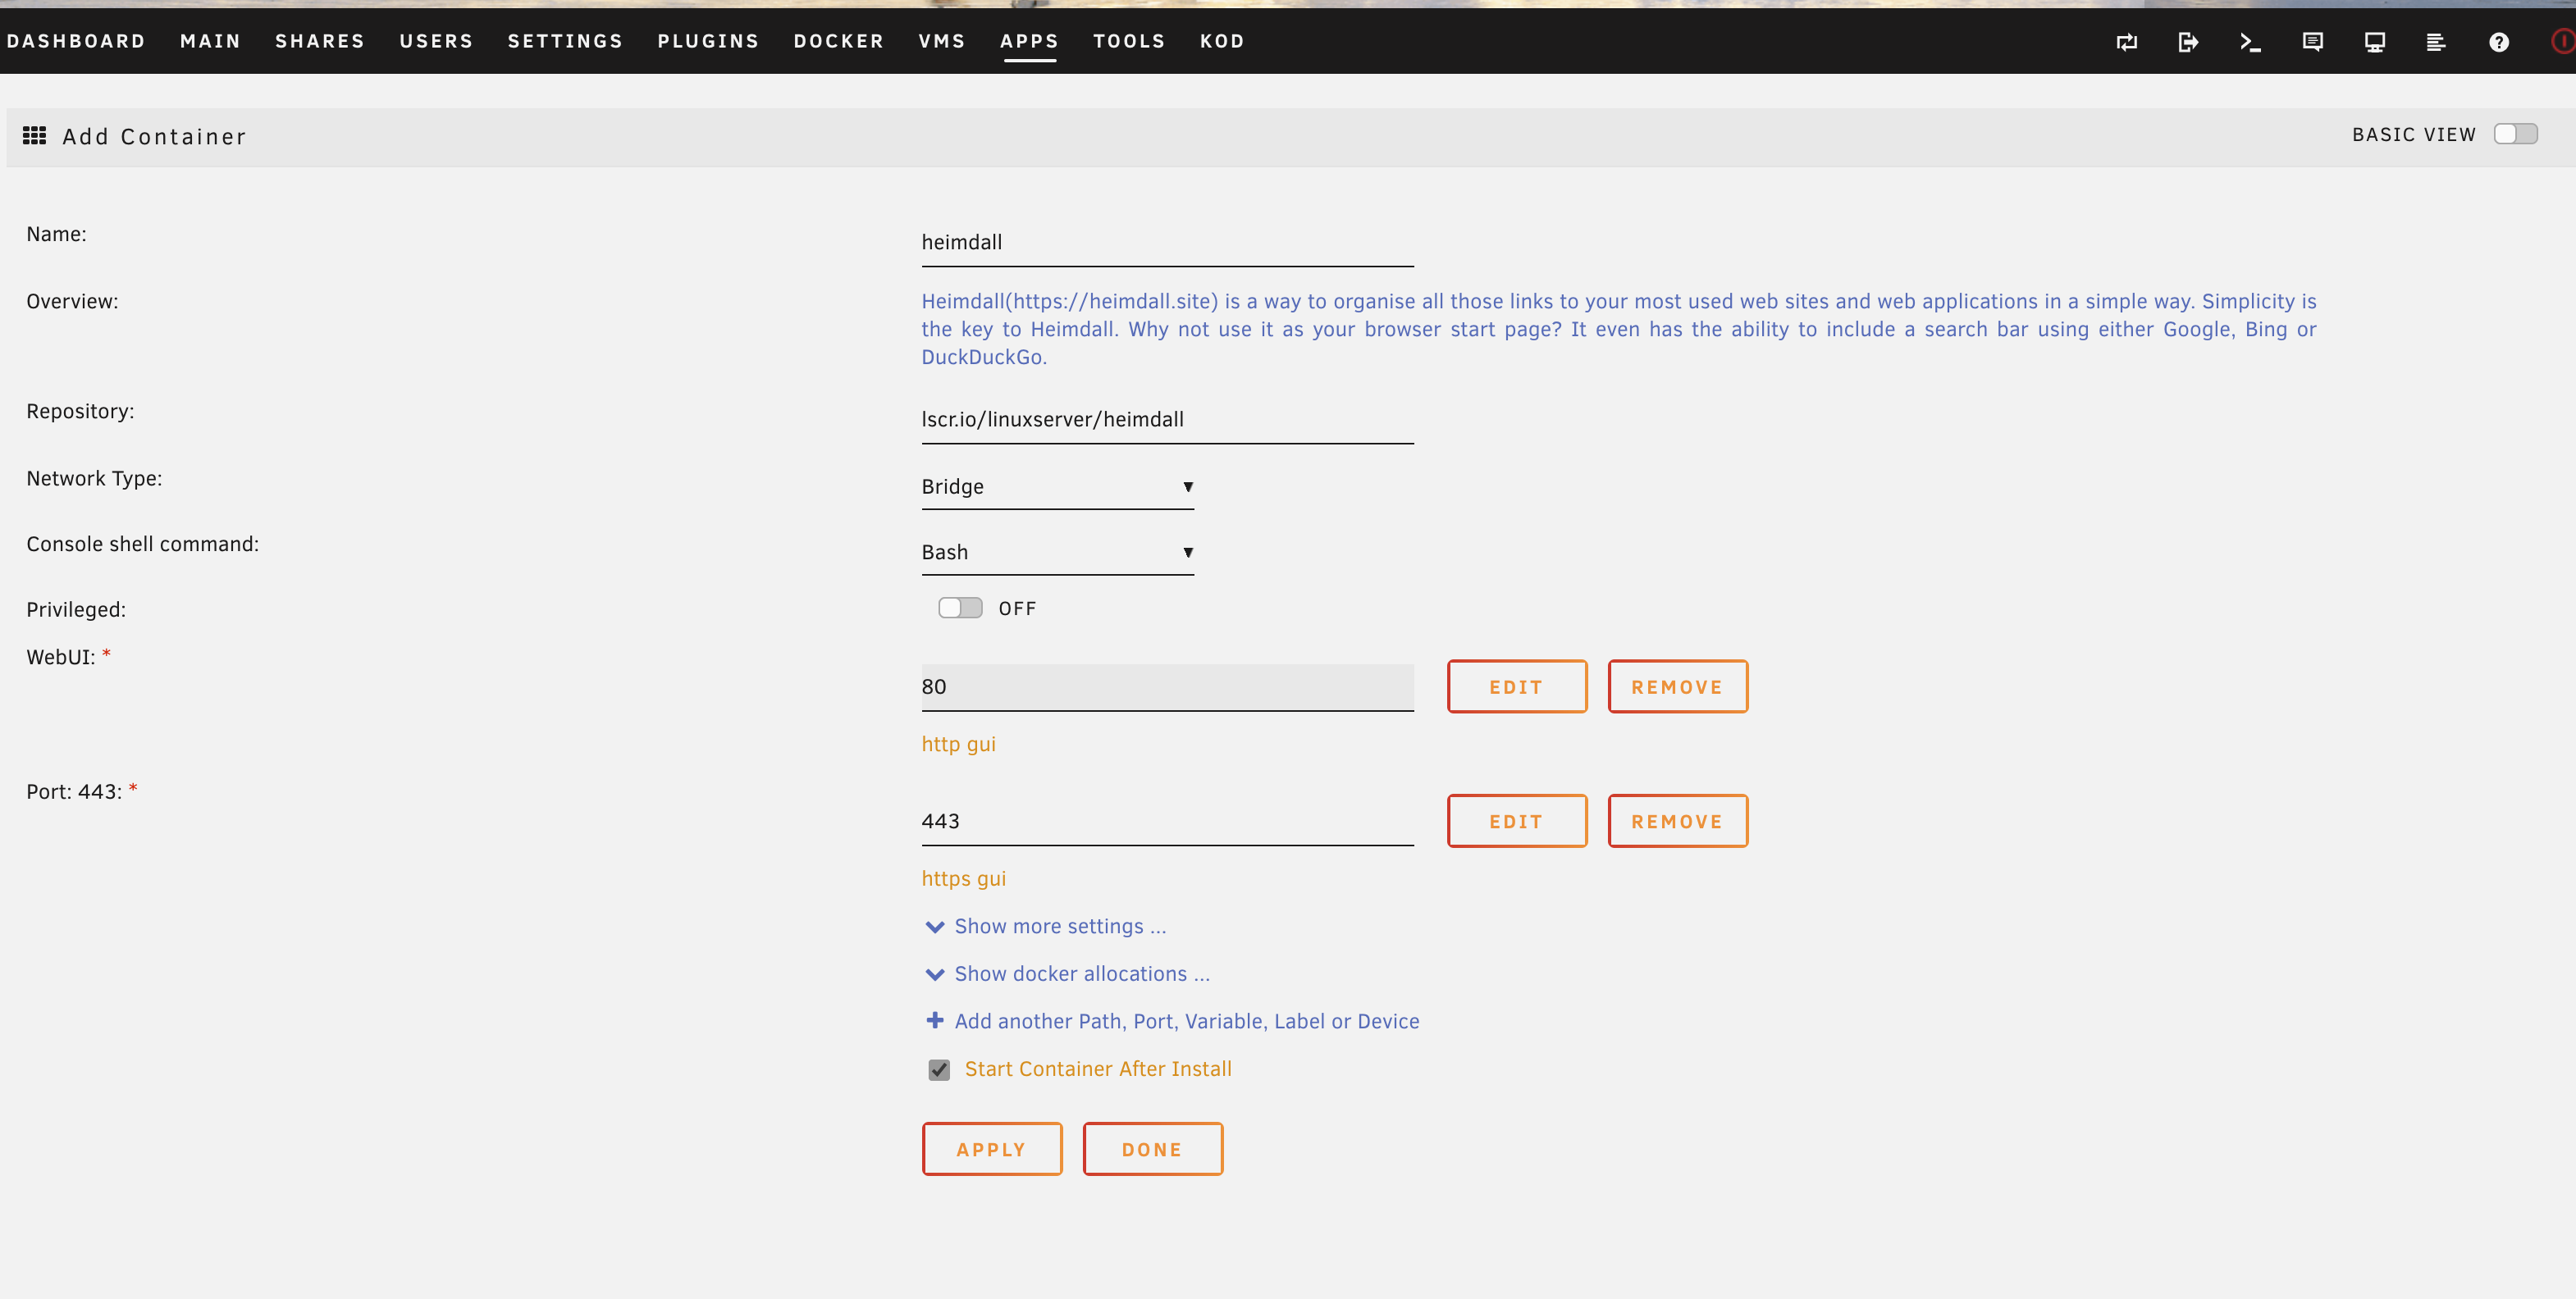 DASHBOARD MAIN SHARES USERS SETTINGS PLUGINS DOCKER VMS APPS TOOLS KOD
Add Container
BASIC VIEW
Name:
heimdall
Overview:
Heimdall(https://heimdall.site) is a way to organise all those links to your most used web sites and web applications in a simple way. Simplicity is
the key to Heimdall. Why not use it as your browser start page? It even has the ability to include a search bar using either Google, Bing or
DuckDuckGo.
Repository:
lscr.io/linuxserver/heimdall
Network Type:
Bridge
Console shell command:
Bash
Privileged:
OFF
WebUI: *
80
EDIT REMOVE
http gui
Port: 443: *
443
EDIT REMOVE
https gui
Show more settings ...
Show docker allocations ...
Add another Path, Port, Variable, Label or Device
Start Container After Install
APPLY DONE